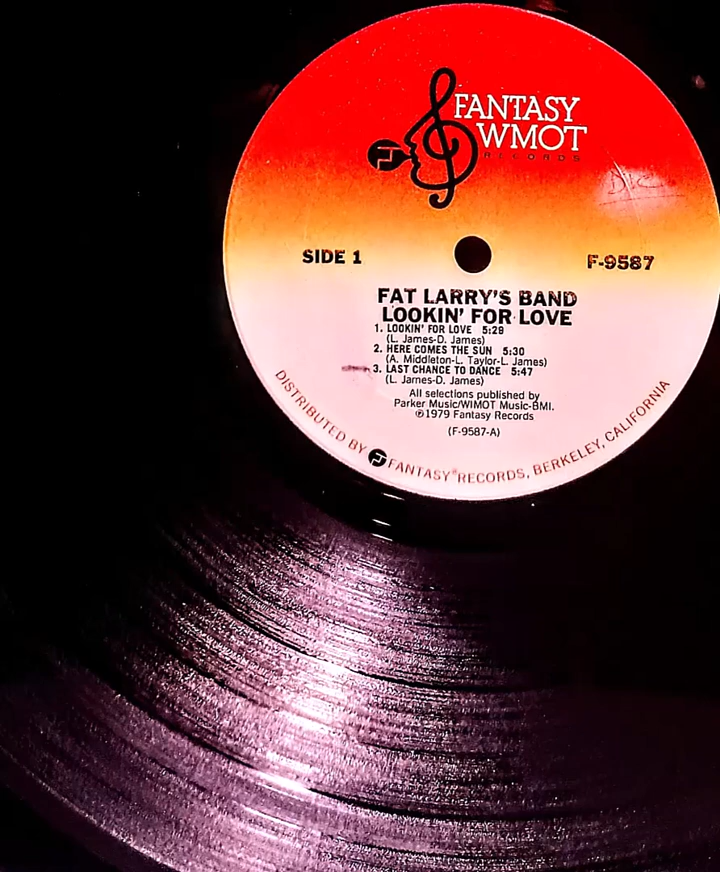 FANTASY
WMOT
RECORDS
SIDE 1
F-9587
FAT LARRY'S BAND
LOOKIN' FOR LOVE
1. LOOKIN' FOR LOVE 5:29
(L. James-D. James)
2. HERE COMES THE SUN 5:30
(A. Middleton-L. Taylor-L. James)
3. LAST CHANCE TO DANCE 5:47
(L. James-D. James)
All selections published by
Parker Music/WIMOT Music-BMI.
℗1979 Fantasy Records
(F-9587-A)
DISTRIBUTED BY FANTASY® RECORDS, BERKELEY, CALIFORNIA